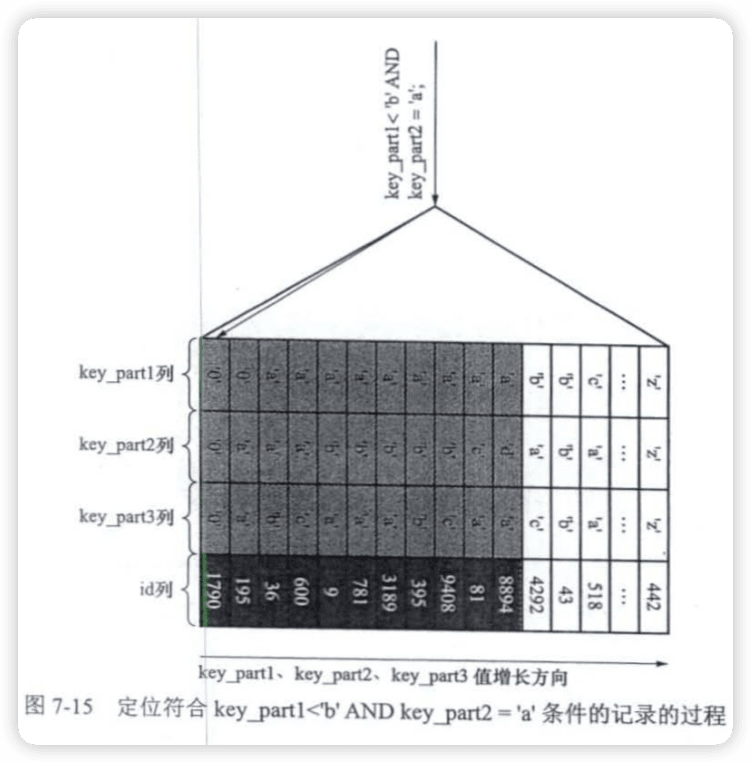 key_part1< 'b' AND
key_part2 = 'a';
key_part1列 'a' 'a' 'a' 'a' 'a' 'a' 'a' 'a' 'a' 'b' 'b' 'c' … 'z'
key_part2列 'a' 'a' 'a' 'b' 'b' 'b' 'b' 'b' 'c' 'd' 'a' 'b' 'a' … 'z'
key_part3列 'a' 'b' 'c' 'a' 'a' 'a' 'b' 'c' 'a' 'a' 'c' 'b' 'a' … 'z'
id列 1790 195 36 600 9 781 3189 395 9408 81 8894 4292 43 518 … 442
key_part1、key_part2、key_part3 值增长方向
图 7-15 定位符合 key_part1<'b' AND key_part2 = 'a' 条件的记录的过程